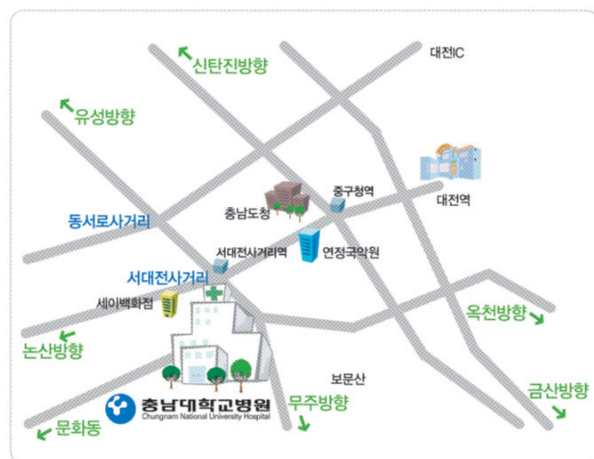 대전IC
신탄진방향
유성방향
중구청역
대전역
충남도청
동서로사거리
서대전사거리역
연정국악원
서대전사거리
세이백화점
옥천방향
논산방향
보문산
금산방향
충남대학교병원
Chungnam National University Hospital
무주방향
문화동